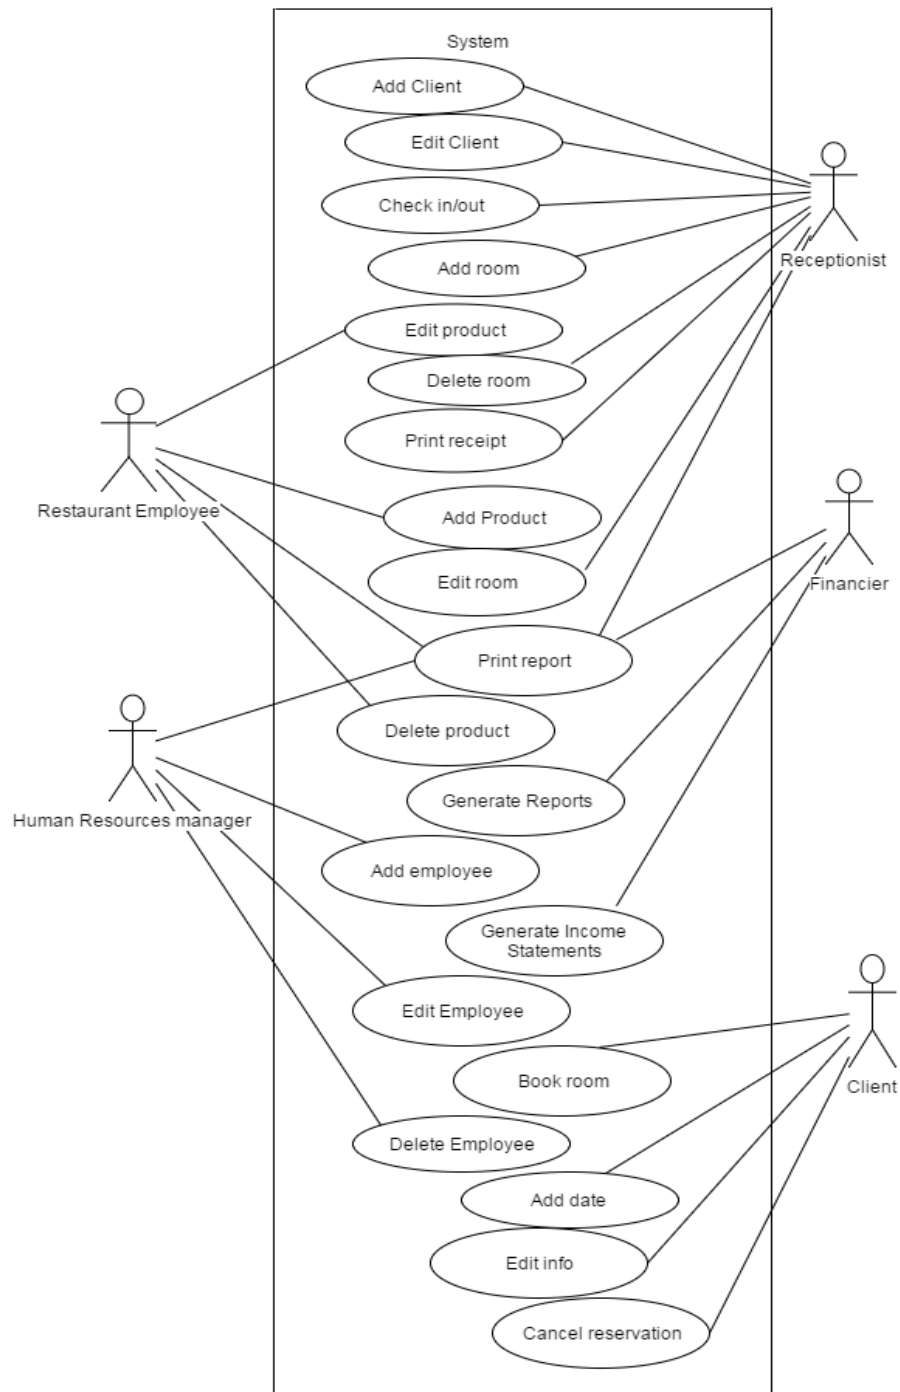 System
Add Client
Edit Client
Check in/out
Receptionist
Add room
Edit product
Delete room
Print receipt
Restaurant Employee
Add Product
Edit room
Financier
Print report
Delete product
Generate Reports
Human Resources manager
Add employee
Generate Income
Statements
Edit Employee
Book room
Client
Delete Employee
Add date
Edit info
Cancel reservation